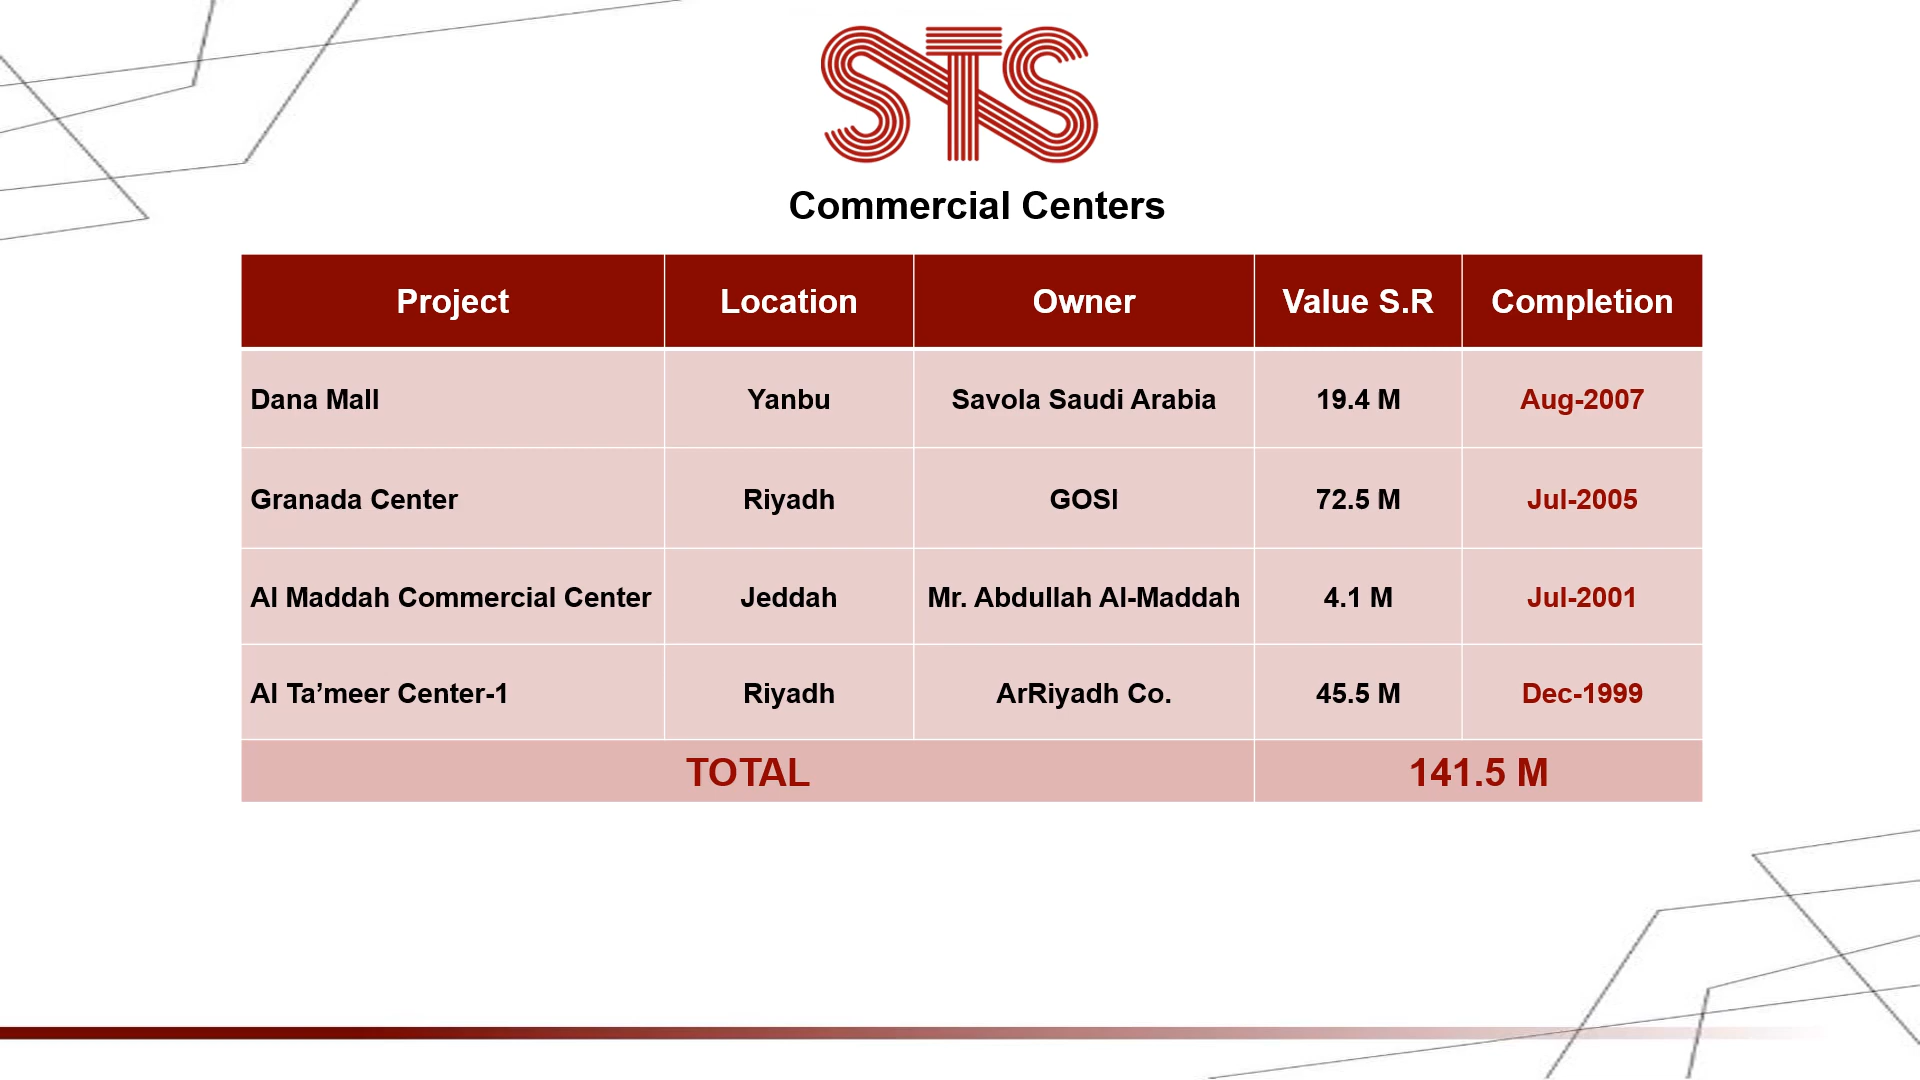 STS
Commercial Centers
Project Location Owner Value S.R Completion
Dana Mall Yanbu Savola Saudi Arabia 19.4 M Aug-2007
Granada Center Riyadh GOSI 72.5 M Jul-2005
Al Maddah Commercial Center Jeddah Mr. Abdullah Al-Maddah 4.1 M Jul-2001
Al Ta’meer Center-1 Riyadh ArRiyadh Co. 45.5 M Dec-1999
TOTAL 141.5 M